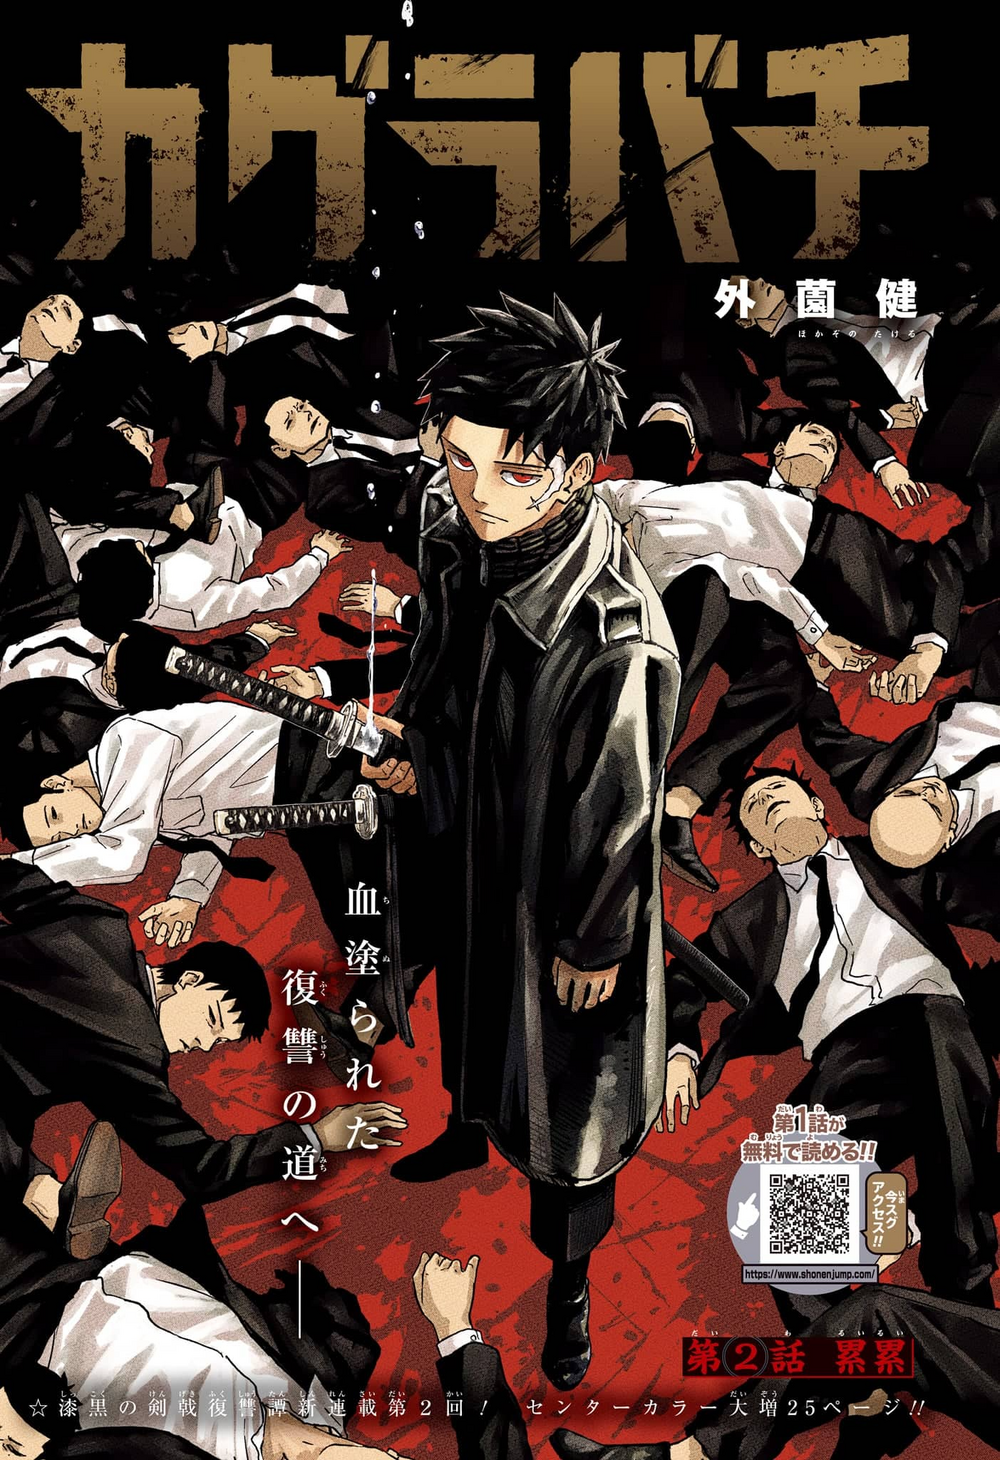 カグラバチ
外薗健
ほかぞの たける
血塗られた
復讐の道へ――
第1話が
無料で読める!!
今スグ
アクセス!!
https://www.shonenjump.com/
第2話 累累
☆漆黒の剣戟復讐譚新連載第2回! センターカラー大増25ページ!!